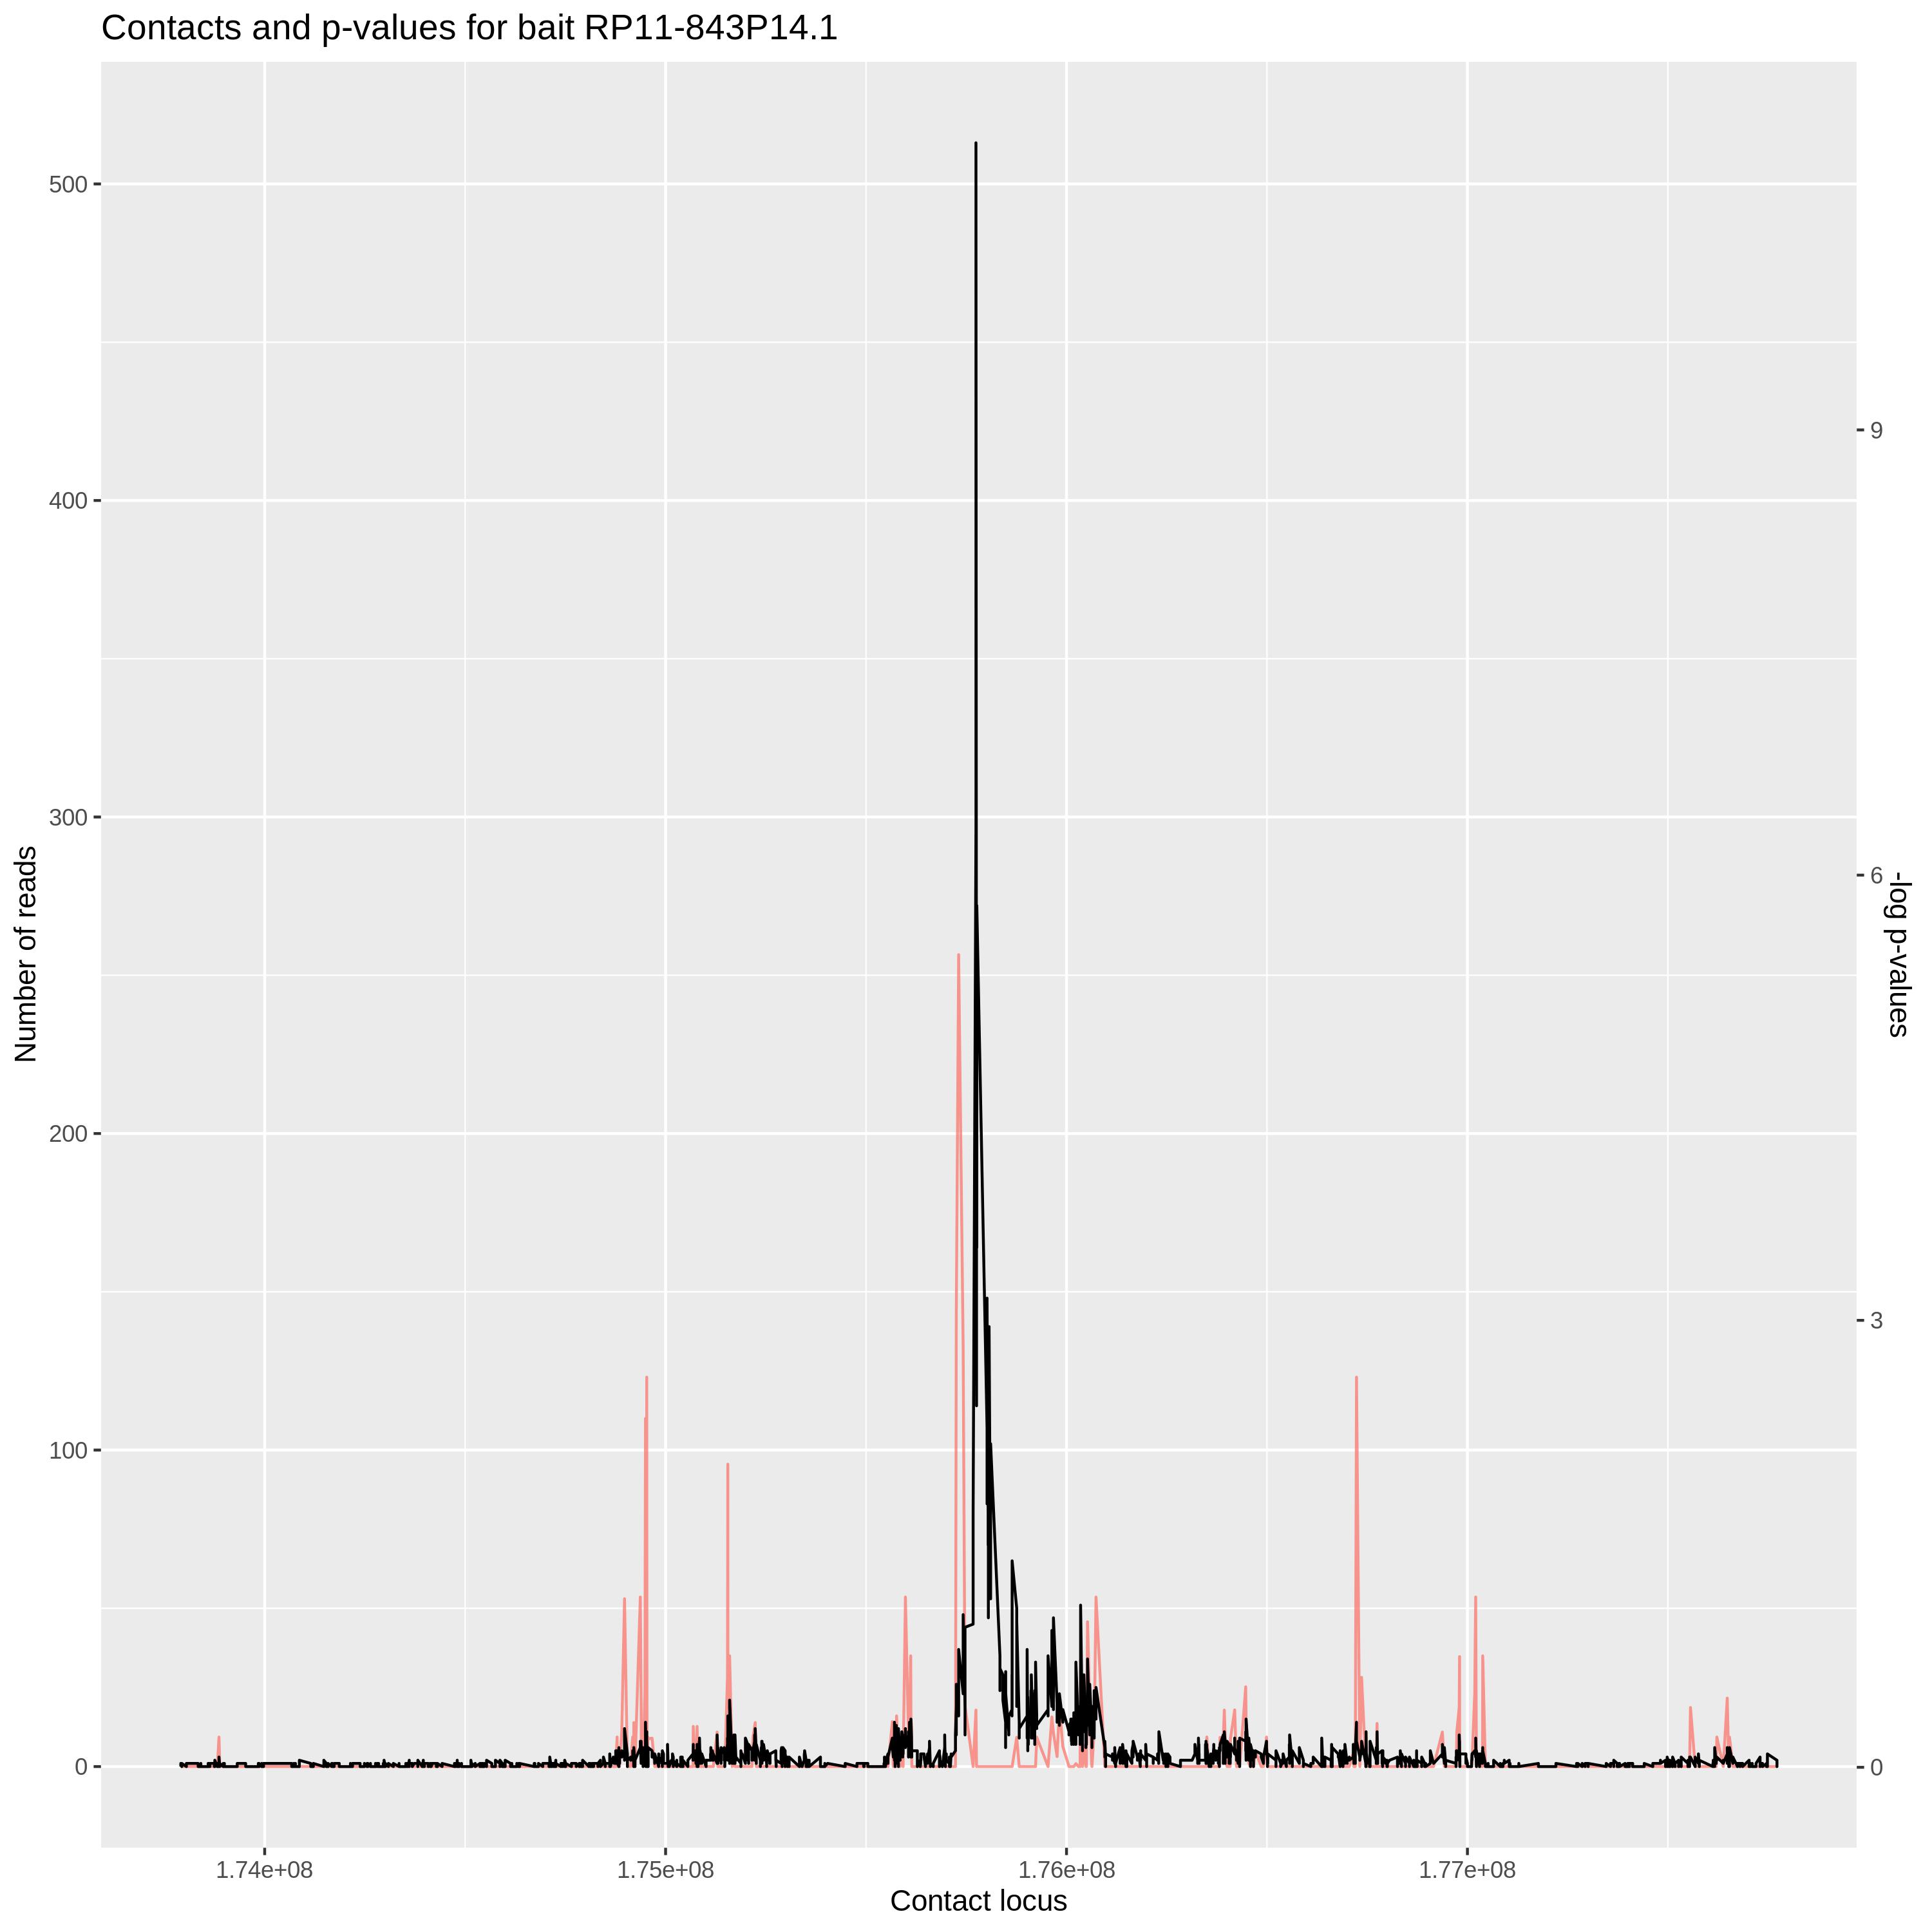 Contacts and p-values for bait RP11-843P14.1
500
400
300
200
100
0
Number of reads
9
6
3
0
-log p-values
1.74e+08
1.75e+08
1.76e+08
1.77e+08
Contact locus